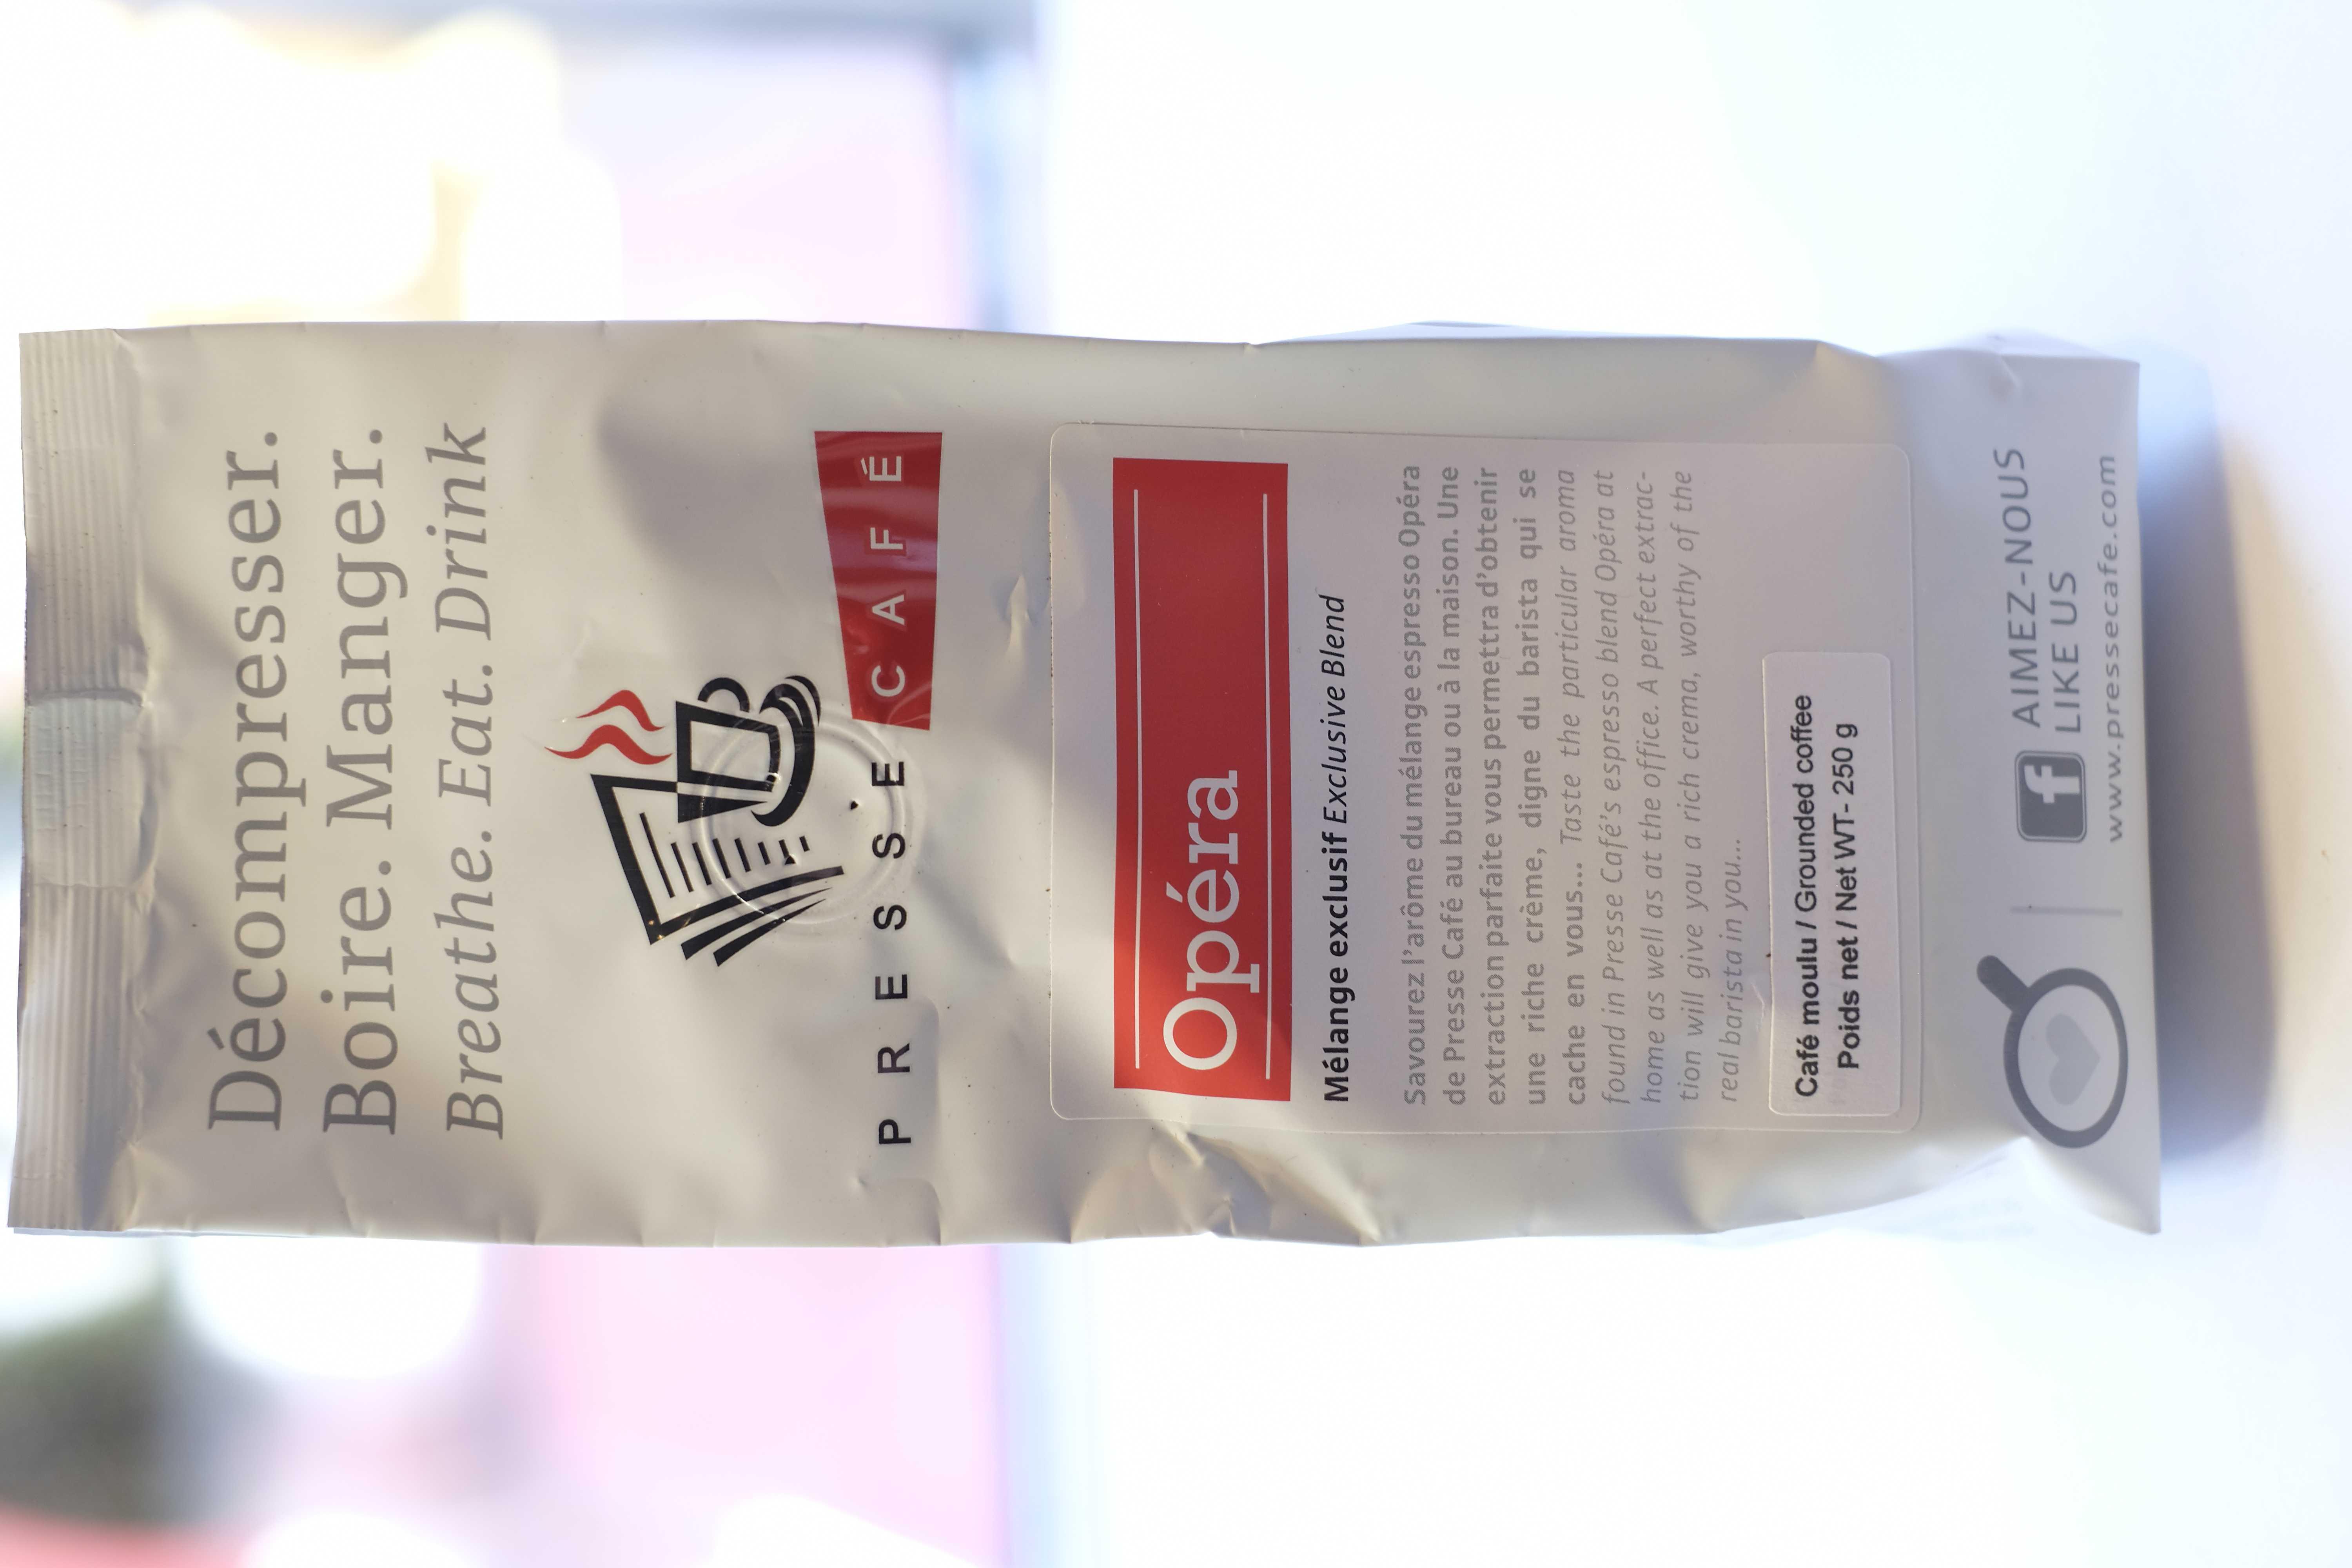 Décompresser.
Boire. Manger.
Breathe. Eat. Drink
PRESSE CAFÉ
Opéra
Mélange exclusif Exclusive Blend
Savourez l'arôme du mélange espresso Opéra
de Presse Café au bureau ou à la maison. Une
extraction parfaite vous permettra d'obtenir
une riche crème, digne du barista qui se
cache en vous... Taste the particular aroma
found in Presse Café's espresso blend Opéra at
home as well as at the office. A perfect extrac-
tion will give you a rich crema, worthy of the
real barista in you...
Café moulu / Grounded coffee
Poids net / Net WT- 250 g
AIMEZ-NOUS
LIKE US
www.pressecafe.com